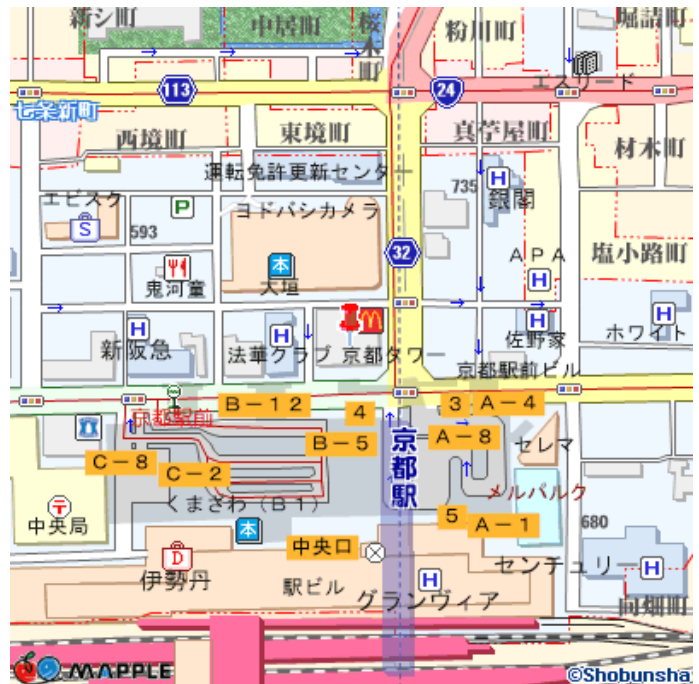 新シ町
中居町
桜木町
粉川町
堀詰町
エスリード
113
24
七条新町
西境町
東境町
真苧屋町
材木町
運転免許更新センター
735
H
銀閣
エビスク
S
P
593
ヨドバシカメラ
32
塩小路町
APA
H
鬼河童
本
大垣
H
新阪急
H
法華クラブ
京都タワー
H
佐野家
H
ホワイト
京都駅前ビル
京都駅前
B-12
4
3
A-4
B-5
A-8
セレマ
C-8
C-2
京都駅
メルパルク
くまざわ(B1)
本
5
A-1
680
中央局
中央口
D
伊勢丹
駅ビル
H
グランヴィア
センチュリー
H
向畑町
MAPPLE
©Shobunsha